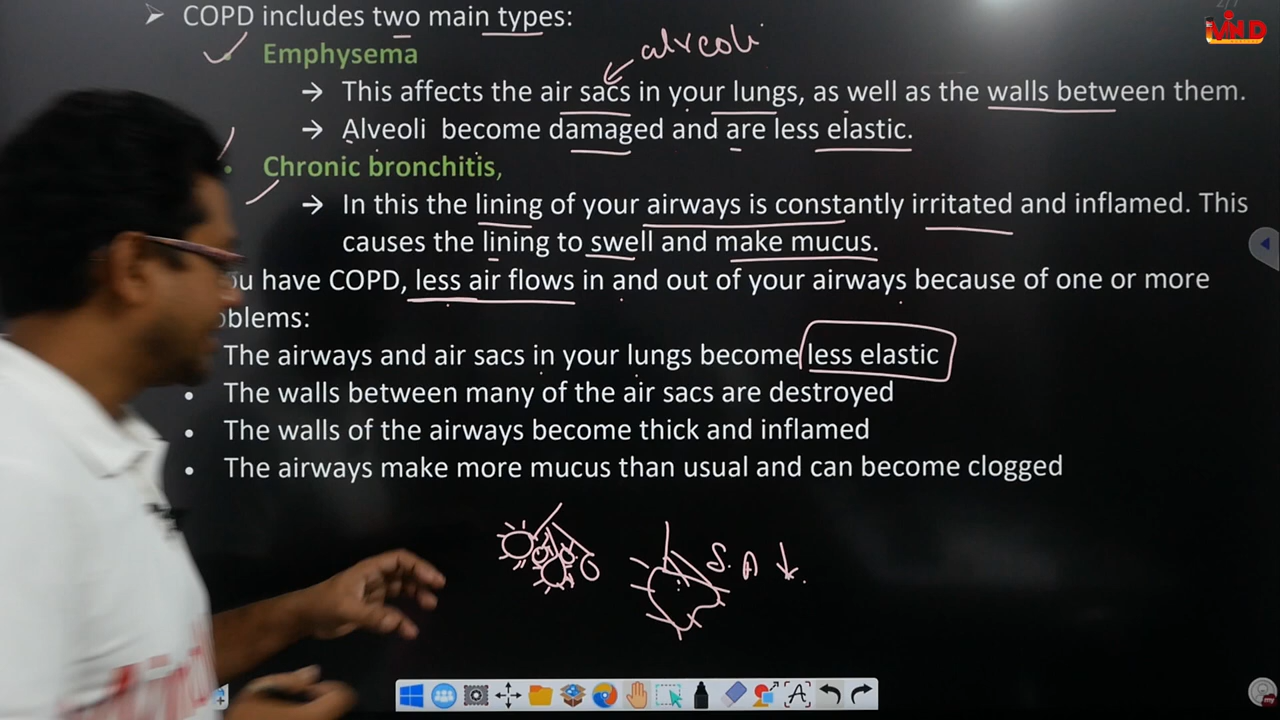 COPD includes two main types:
Emphysema
alveoli
→ This affects the air sacs in your lungs, as well as the walls between them.
→ Alveoli become damaged and are less elastic.
Chronic bronchitis,
→ In this the lining of your airways is constantly irritated and inflamed. This
causes the lining to swell and make mucus.
ou have COPD, less air flows in and out of your airways because of one or more
oblems:
The airways and air sacs in your lungs become less elastic
• The walls between many of the air sacs are destroyed
• The walls of the airways become thick and inflamed
• The airways make more mucus than usual and can become clogged
S. A ↓.